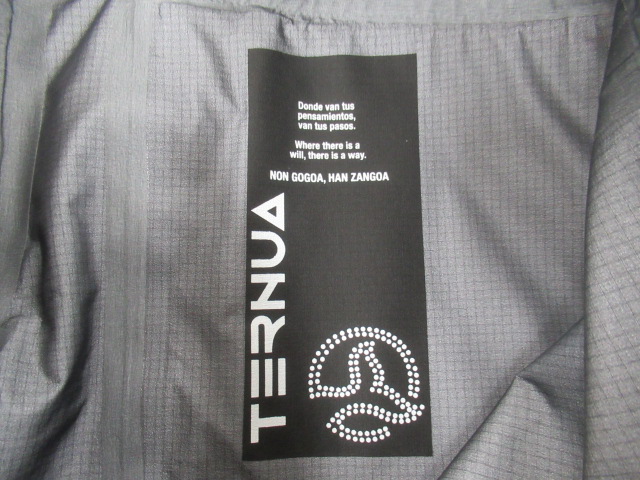 Donde van tus
pensamientos,
van tus pasos.
Where there is a
will, there is a way.
NON GOGOA, HAN ZANGOA
TERNUA